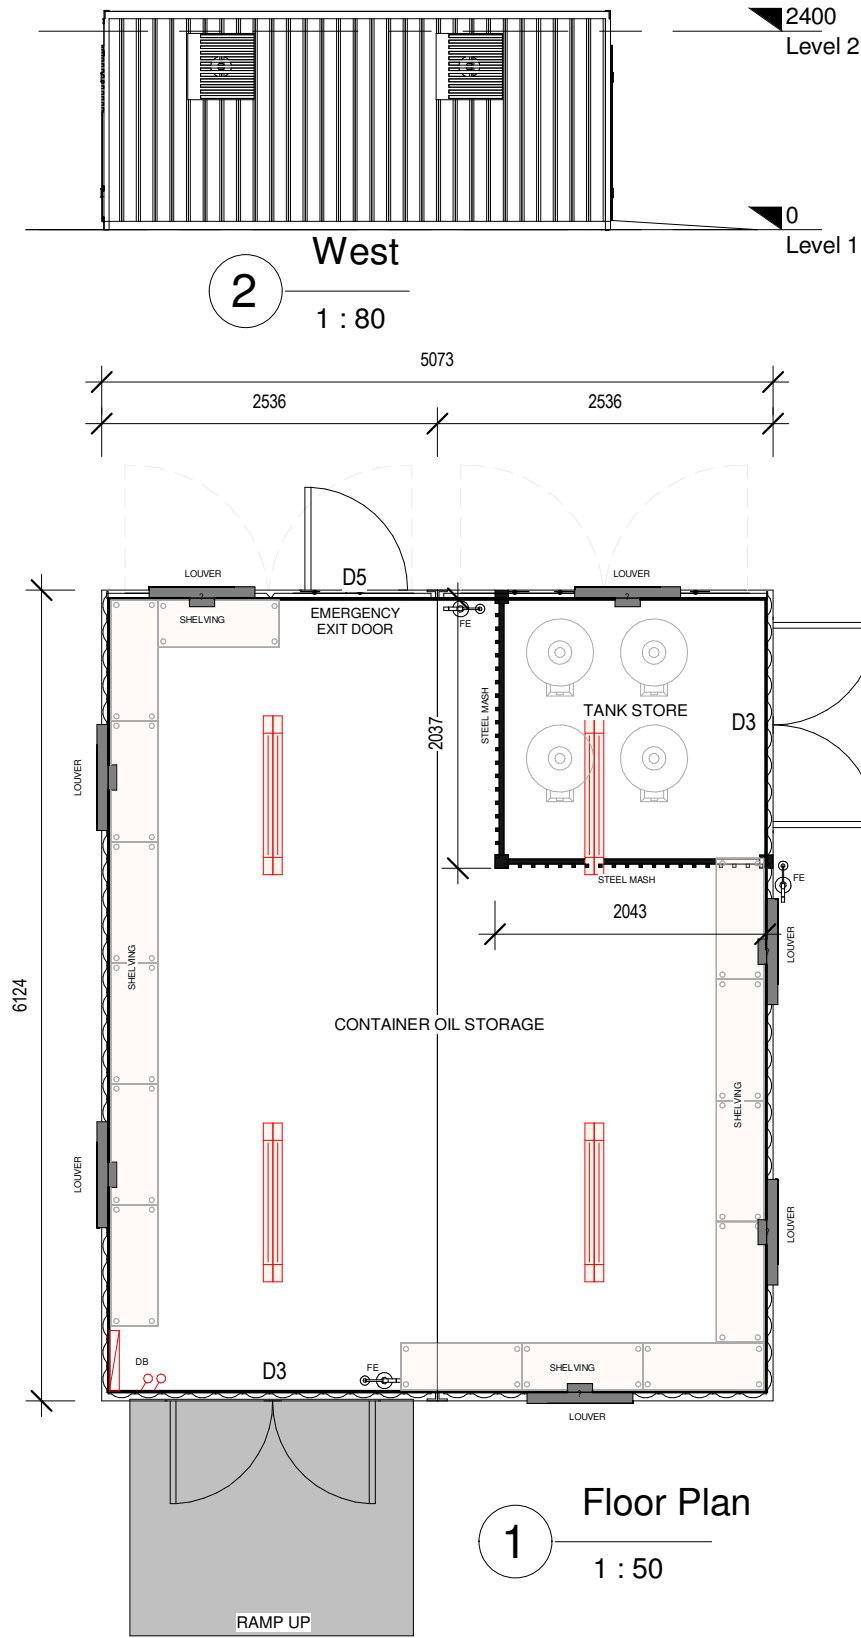 2400
Level 2
0
Level 1
West
2
1 : 80
5073
2536
2536
LOUVER
D5
LOUVER
?
?
SHELVING
EMERGENCY
EXIT DOOR
FE
TANK STORE
D3
STEEL MASH
2037
LOUVER
STEEL MASH
FE
2043
LOUVER
SHELVING
6124
CONTAINER OIL STORAGE
SHELVING
LOUVER
LOUVER
DB
D3
FE
SHELVING
?
LOUVER
Floor Plan
1
1 : 50
RAMP UP